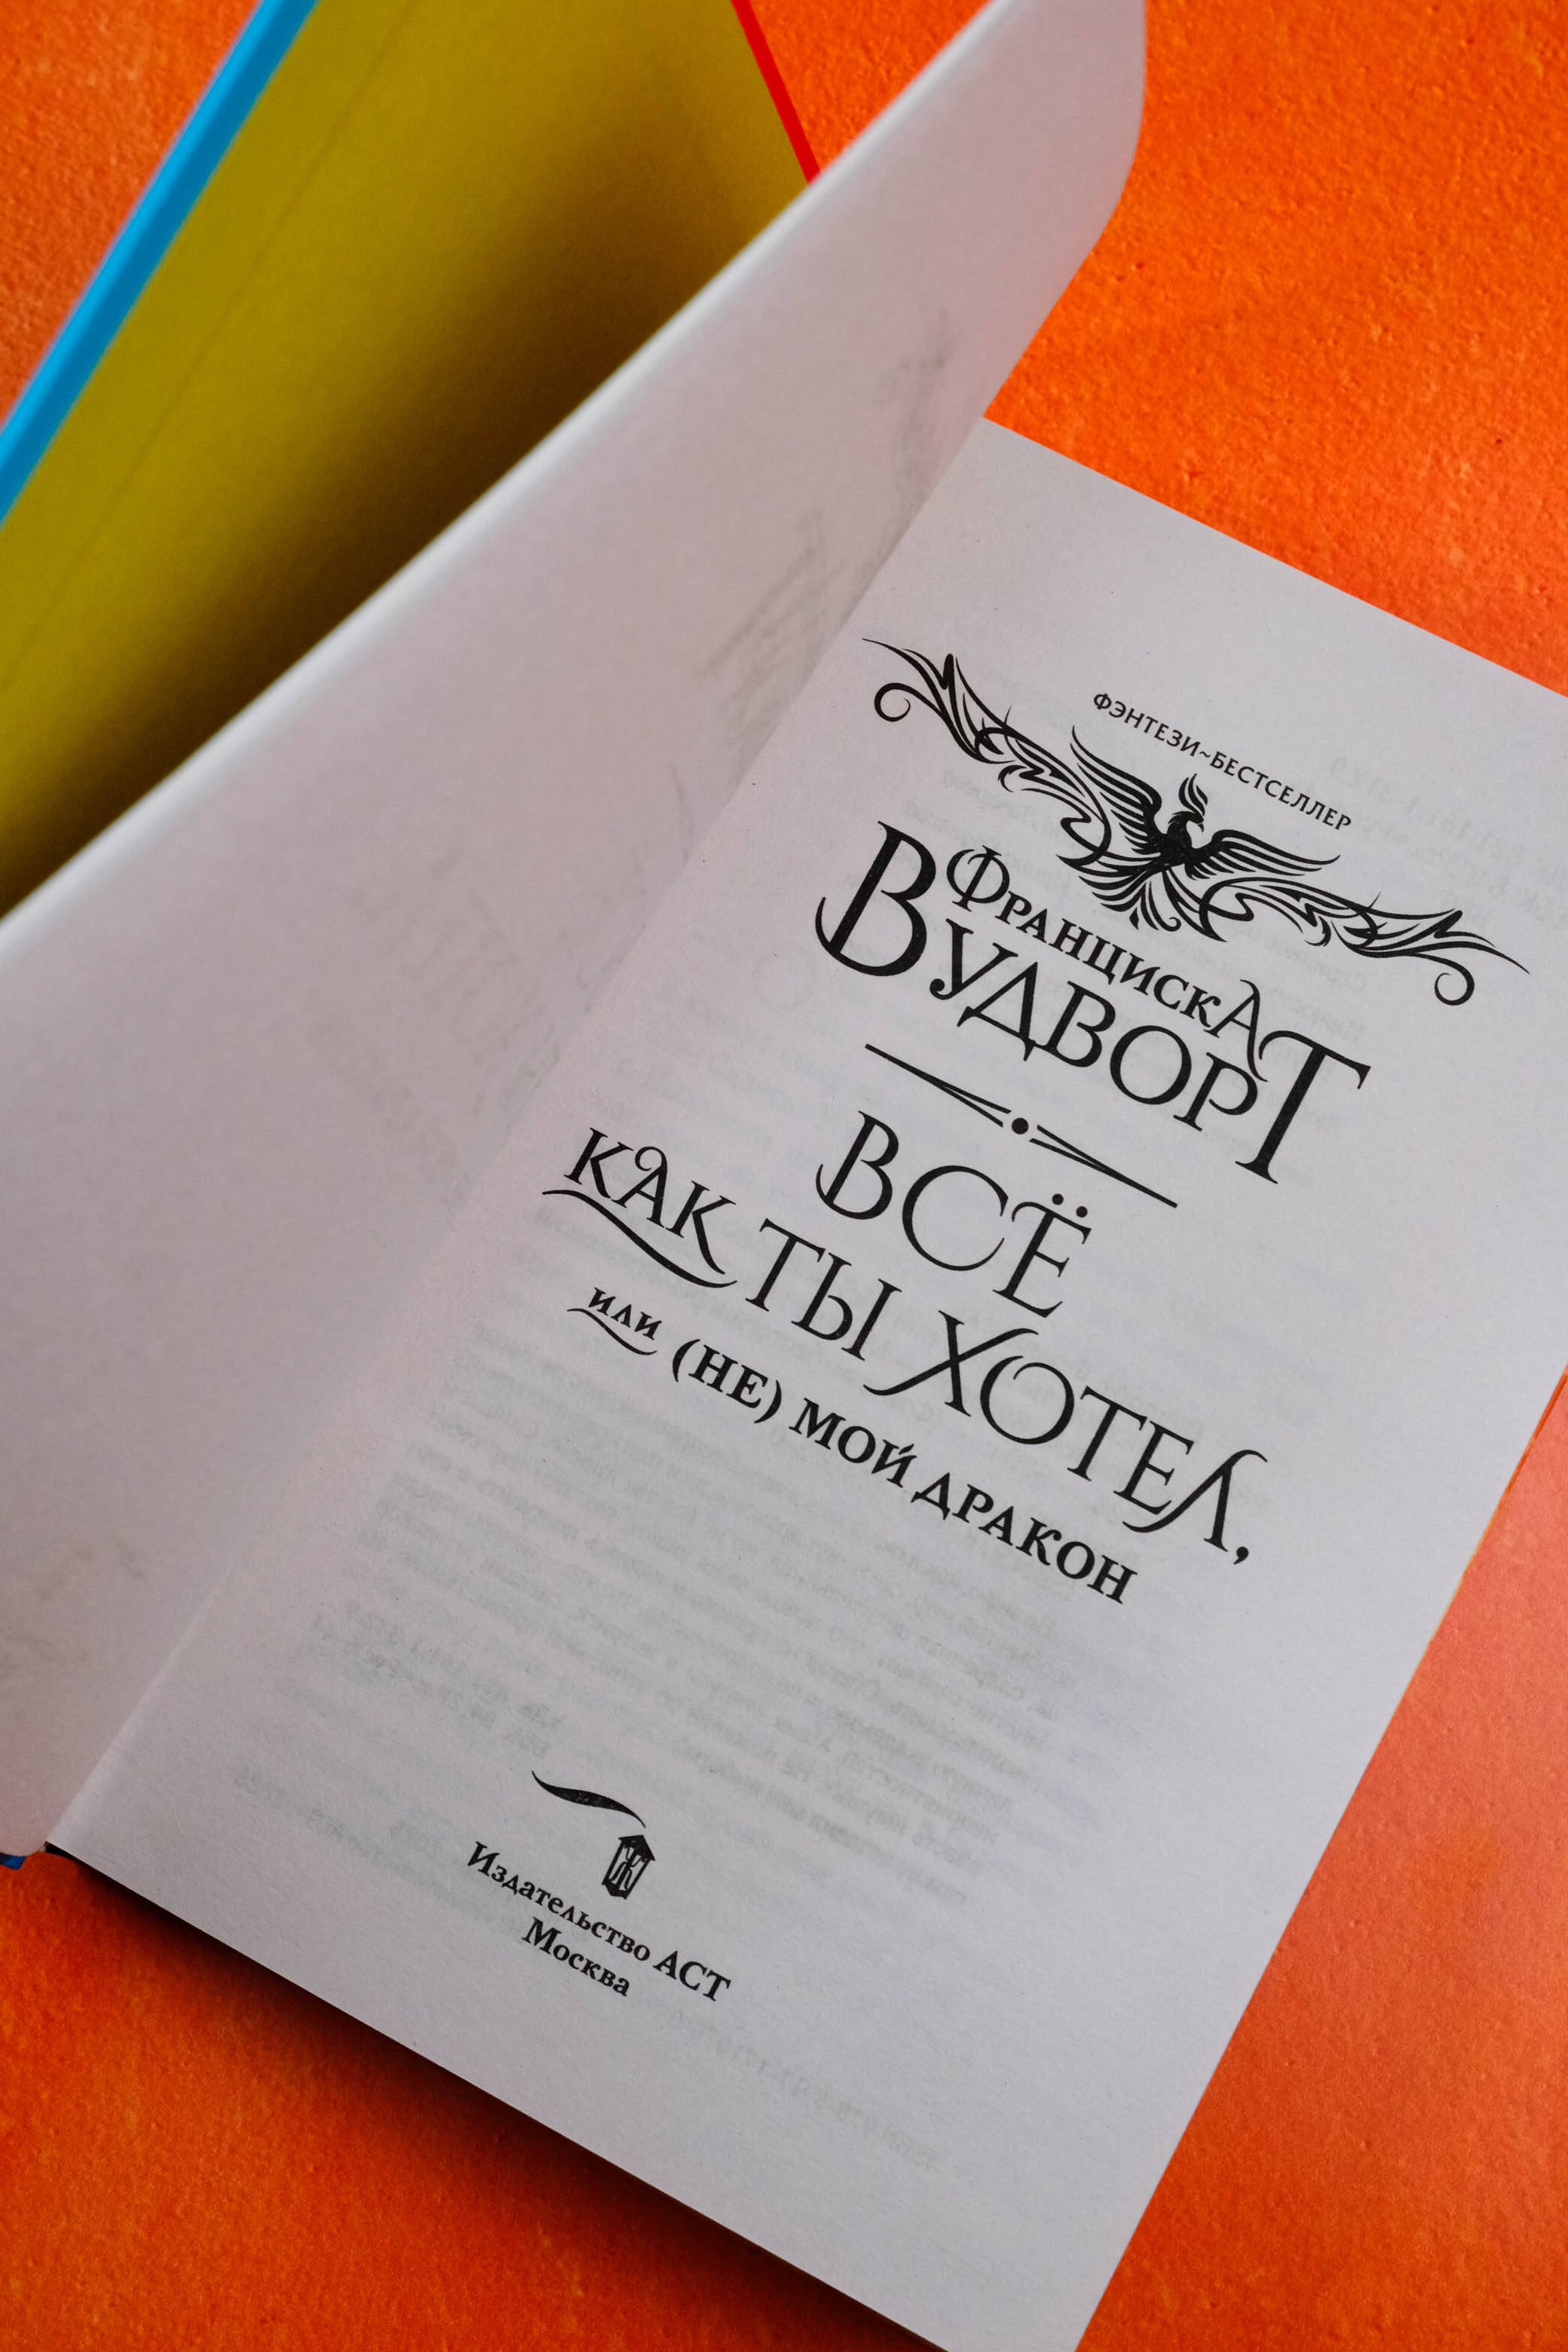 ФЭНТЕЗИ~БЕСТСЕЛЛЕР
ФРАНЦИСКА
ВУДВОРТ
ВСЁ
КАК ТЫ ХОТЕЛ,
ИЛИ (НЕ) МОЙ ДРАКОН
Издательство АСТ
Москва